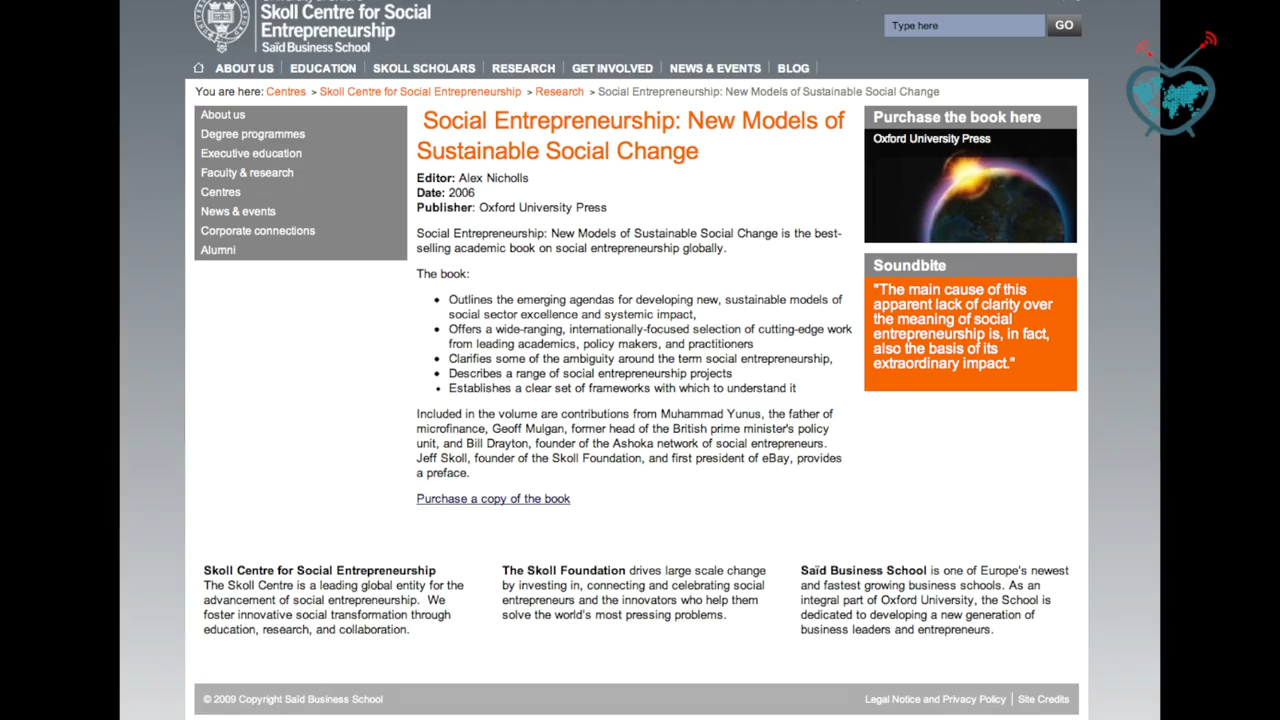 Skoll Centre for Social
Entrepreneurship
Saïd Business School
Type here
GO
ABOUT US
EDUCATION
SKOLL SCHOLARS
RESEARCH
GET INVOLVED
NEWS & EVENTS
BLOG
You are here: Centres > Skoll Centre for Social Entrepreneurship > Research > Social Entrepreneurship: New Models of Sustainable Social Change
About us
Degree programmes
Executive education
Faculty & research
Centres
News & events
Corporate connections
Alumni
Social Entrepreneurship: New Models of
Sustainable Social Change
Editor: Alex Nicholls
Date: 2006
Publisher: Oxford University Press
Social Entrepreneurship: New Models of Sustainable Social Change is the best-
selling academic book on social entrepreneurship globally.
The book:
• Outlines the emerging agendas for developing new, sustainable models of
social sector excellence and systemic impact,
• Offers a wide-ranging, internationally-focused selection of cutting-edge work
from leading academics, policy makers, and practitioners
• Clarifies some of the ambiguity around the term social entrepreneurship,
• Describes a range of social entrepreneurship projects
• Establishes a clear set of frameworks with which to understand it
Included in the volume are contributions from Muhammad Yunus, the father of
microfinance, Geoff Mulgan, former head of the British prime minister's policy
unit, and Bill Drayton, founder of the Ashoka network of social entrepreneurs.
Jeff Skoll, founder of the Skoll Foundation, and first president of eBay, provides
a preface.
Purchase a copy of the book
Purchase the book here
Oxford University Press
Soundbite
"The main cause of this
apparent lack of clarity over
the meaning of social
entrepreneurship is, in fact,
also the basis of its
extraordinary impact."
Skoll Centre for Social Entrepreneurship
The Skoll Centre is a leading global entity for the
advancement of social entrepreneurship. We
foster innovative social transformation through
education, research, and collaboration.
The Skoll Foundation drives large scale change
by investing in, connecting and celebrating social
entrepreneurs and the innovators who help them
solve the world's most pressing problems.
Saïd Business School is one of Europe's newest
and fastest growing business schools. As an
integral part of Oxford University, the School is
dedicated to developing a new generation of
business leaders and entrepreneurs.
© 2009 Copyright Saïd Business School
Legal Notice and Privacy Policy | Site Credits